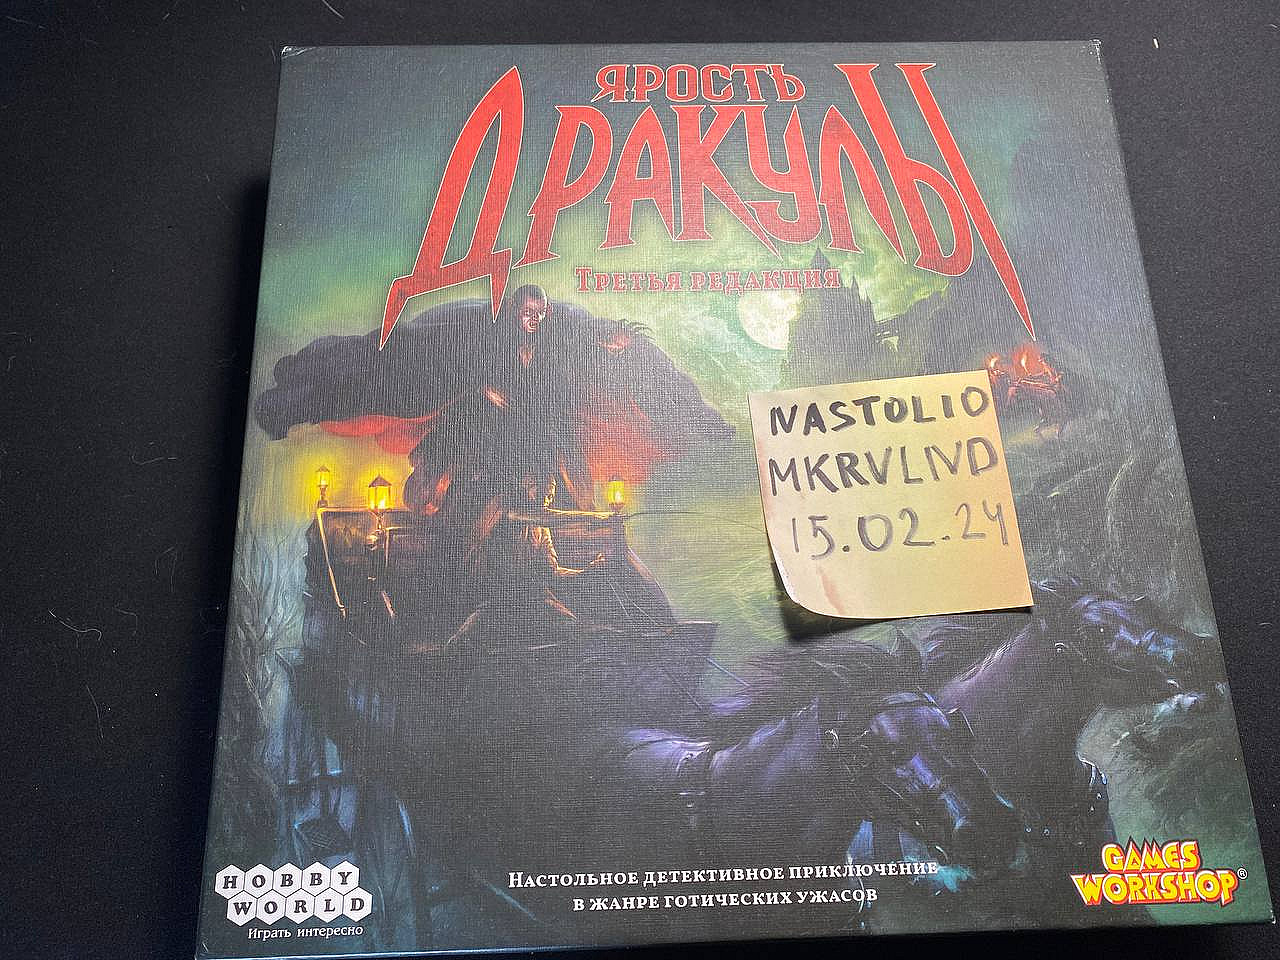 ЯРОСТЬ
ДРАКУЛЫ
ТРЕТЬЯ РЕДАКЦИЯ
NASTOLIO
MKRVLIVD
15.02.24
НАСТОЛЬНОЕ ДЕТЕКТИВНОЕ ПРИКЛЮЧЕНИЕ
В ЖАНРЕ ГОТИЧЕСКИХ УЖАСОВ
HOBBY
WORLD
Играть интересно
GAMES
WORKSHOP®